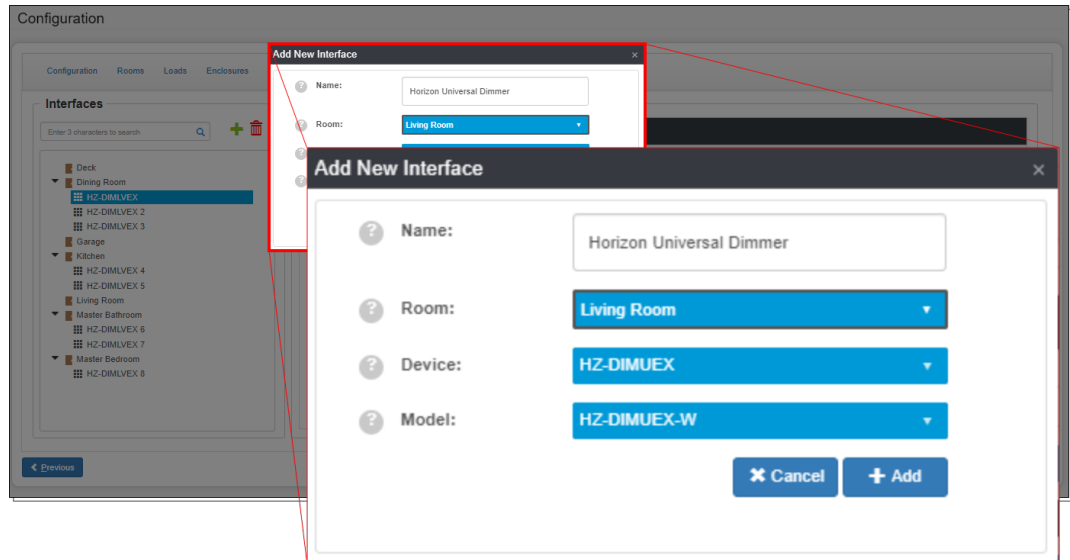 Configuration
Configuration Rooms Loads Enclosures
Interfaces
Enter 3 characters to search
Deck
Dining Room
HZ-DIMLVEX
HZ-DIMLVEX 2
HZ-DIMLVEX 3
Garage
Kitchen
HZ-DIMLVEX 4
HZ-DIMLVEX 5
Living Room
Master Bathroom
HZ-DIMLVEX 6
HZ-DIMLVEX 7
Master Bedroom
HZ-DIMLVEX 8
Previous
Add New Interface ×
? Name: Horizon Universal Dimmer
? Room: Living Room
?
?
Add New Interface ×
? Name: Horizon Universal Dimmer
? Room: Living Room
? Device: HZ-DIMUEX
? Model: HZ-DIMUEX-W
Cancel
Add